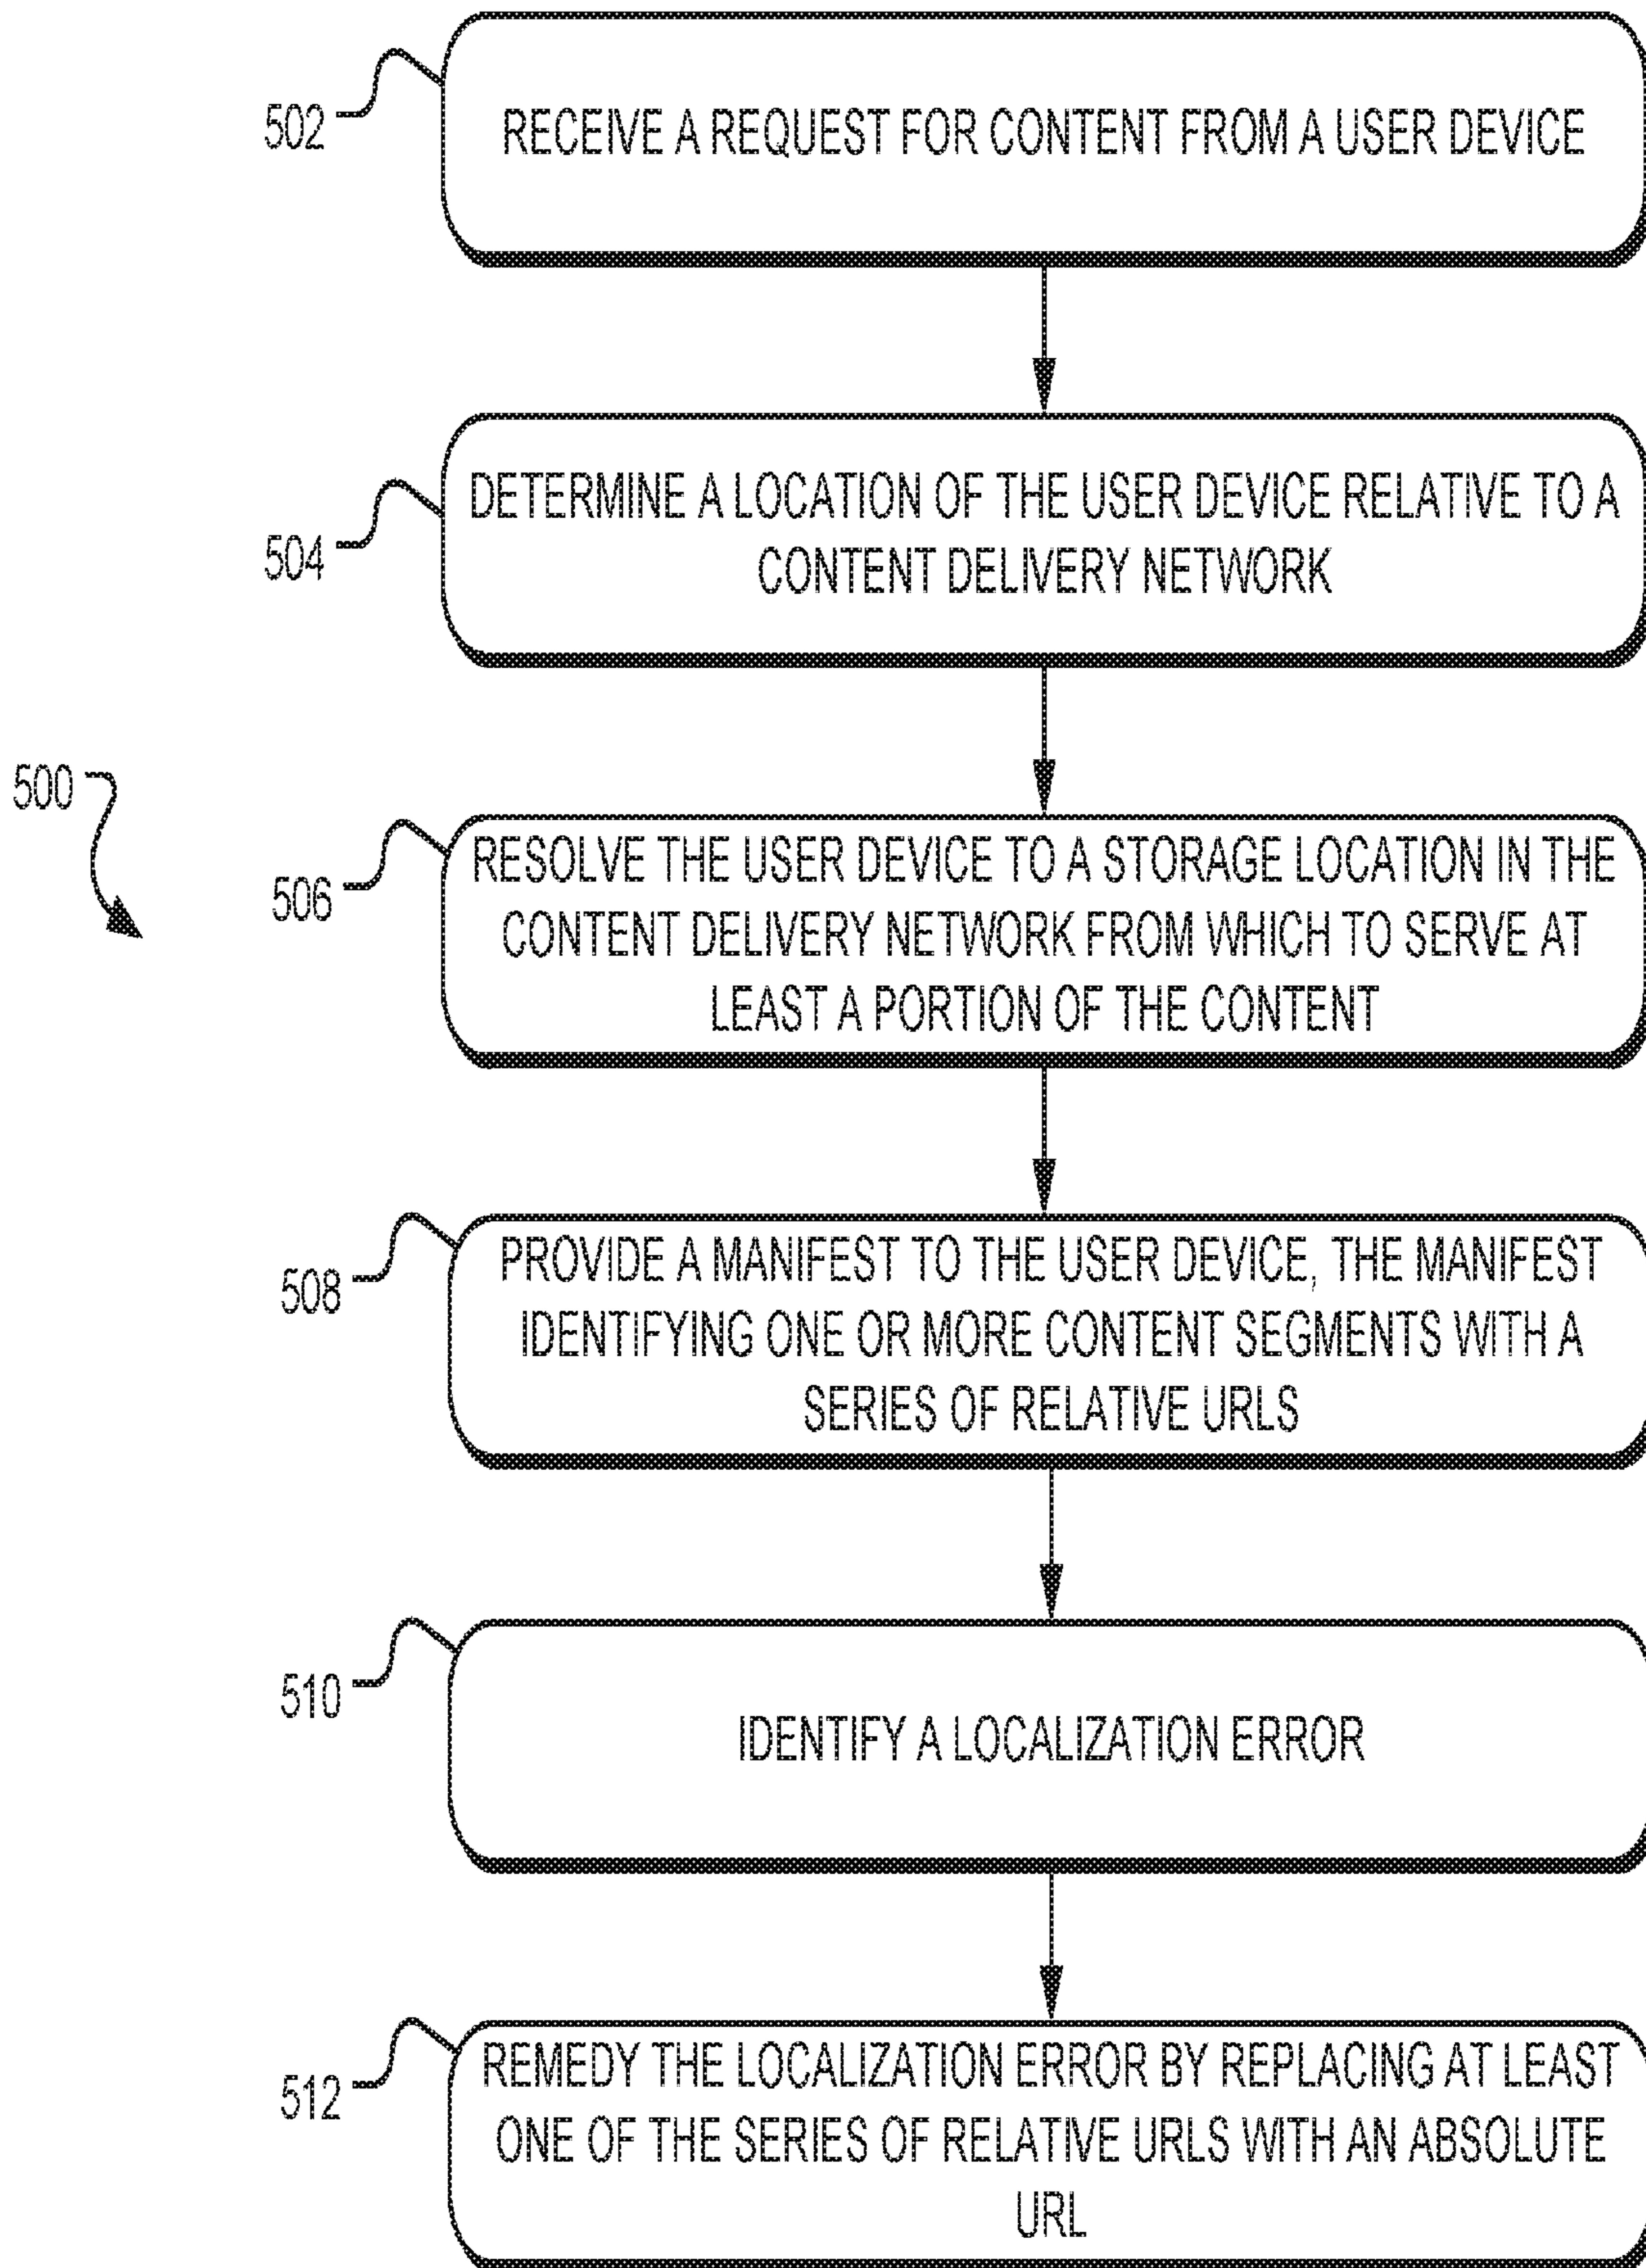 502
RECEIVE A REQUEST FOR CONTENT FROM A USER DEVICE
504
DETERMINE A LOCATION OF THE USER DEVICE RELATIVE TO A
CONTENT DELIVERY NETWORK
500
506
RESOLVE THE USER DEVICE TO A STORAGE LOCATION IN THE
CONTENT DELIVERY NETWORK FROM WHICH TO SERVE AT
LEAST A PORTION OF THE CONTENT
508
PROVIDE A MANIFEST TO THE USER DEVICE, THE MANIFEST
IDENTIFYING ONE OR MORE CONTENT SEGMENTS WITH A
SERIES OF RELATIVE URLS
510
IDENTIFY A LOCALIZATION ERROR
512
REMEDY THE LOCALIZATION ERROR BY REPLACING AT LEAST
ONE OF THE SERIES OF RELATIVE URLS WITH AN ABSOLUTE
URL